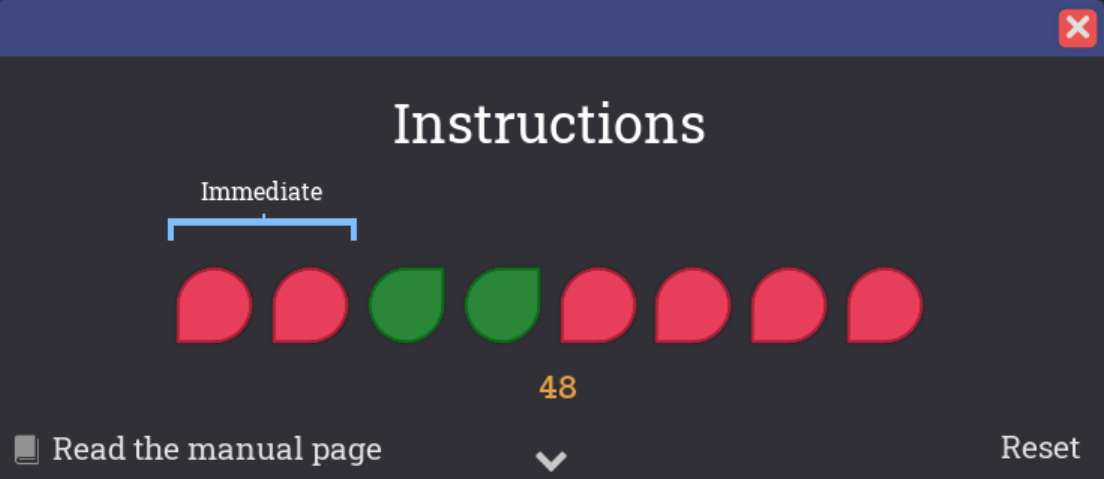 Instructions
Immediate
48
Read the manual page
Reset